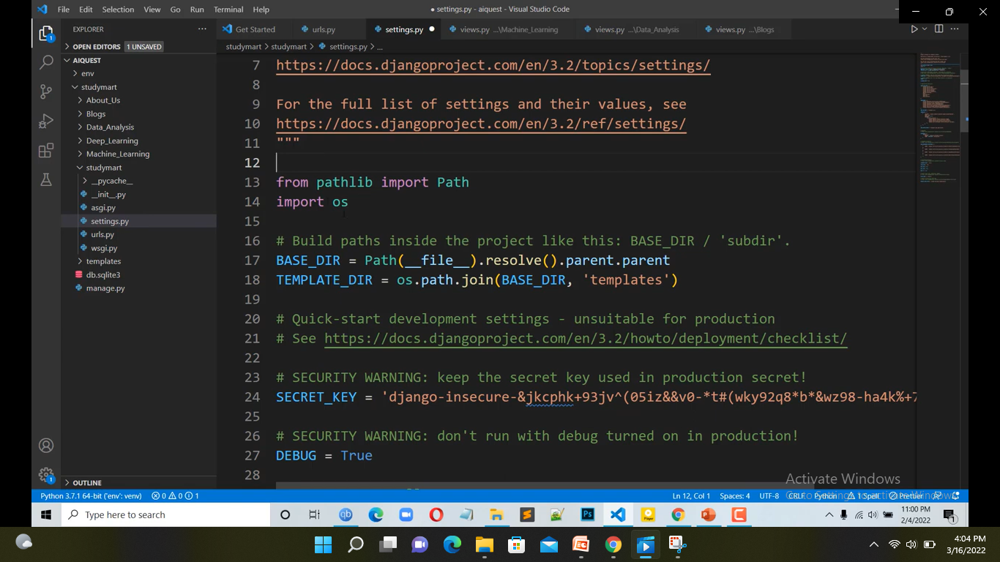 File Edit Selection View Go Run Terminal Help
● settings.py - aiquest - Visual Studio Code
EXPLORER
Get Started
urls.py
settings.py
views.py ...\Machine_Learning
views.py ...\Data_Analysis
views.py ...\Blogs
OPEN EDITORS 1 UNSAVED
studymart > studymart > settings.py > ...
AIQUEST
env
studymart
About_Us
Blogs
Data_Analysis
Deep_Learning
Machine_Learning
studymart
__pycache__
__init__.py
asgi.py
settings.py
urls.py
wsgi.py
templates
db.sqlite3
manage.py
OUTLINE
7 https://docs.djangoproject.com/en/3.2/topics/settings/
8
9 For the full list of settings and their values, see
10 https://docs.djangoproject.com/en/3.2/ref/settings/
11 """
12
13 from pathlib import Path
14 import os
15
16 # Build paths inside the project like this: BASE_DIR / 'subdir'.
17 BASE_DIR = Path(__file__).resolve().parent.parent
18 TEMPLATE_DIR = os.path.join(BASE_DIR, 'templates')
19
20 # Quick-start development settings - unsuitable for production
21 # See https://docs.djangoproject.com/en/3.2/howto/deployment/checklist/
22
23 # SECURITY WARNING: keep the secret key used in production secret!
24 SECRET_KEY = 'django-insecure-&jkcphk+93jv^(05iz&&v0-*t#(wky92q8*b*&wz98-ha4k%+7
25
26 # SECURITY WARNING: don't run with debug turned on in production!
27 DEBUG = True
28
Activate Windows
Go to Settings to activate Windows.
Python 3.7.1 64-bit ('env': venv) 0 0 1
Ln 12, Col 1 Spaces: 4 UTF-8 CRLF Python Spell Prettier
Type here to search
11:00 PM
2/4/2022
4:04 PM
3/16/2022